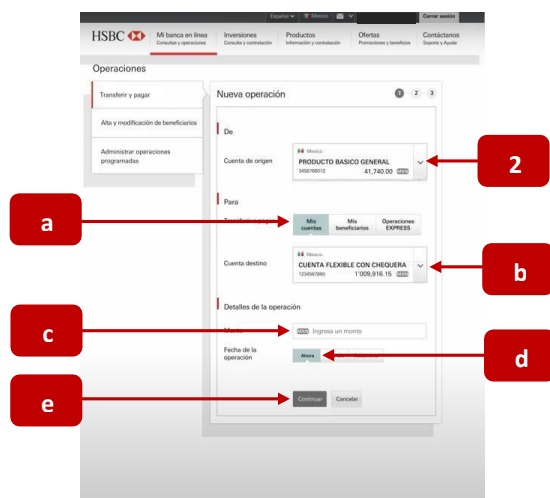 Español México Cerrar sesión
HSBC
Mi banca en línea Inversiones Productos Ofertas Contáctanos
Consultas y operaciones Consulta y contratación Información y contratación Promociones y beneficios Soporte y Ayuda
Operaciones
Transferir y pagar
Alta y modificación de beneficiarios
Administrar operaciones
programadas
Nueva operación 1 2 3
De
Cuenta de origen
México
PRODUCTO BASICO GENERAL
41,740.00 MXN
2
Para
a
Mis cuentas
Mis beneficiarios
Operaciones EXPRESS
Cuenta destino
México
CUENTA FLEXIBLE CON CHEQUERA
1234567890 1'009,916.15 MXN
b
Detalles de la operación
c
Monto
MXN Ingresa un monto
Fecha de la
operación
Ahora
d
e
Continuar Cancelar